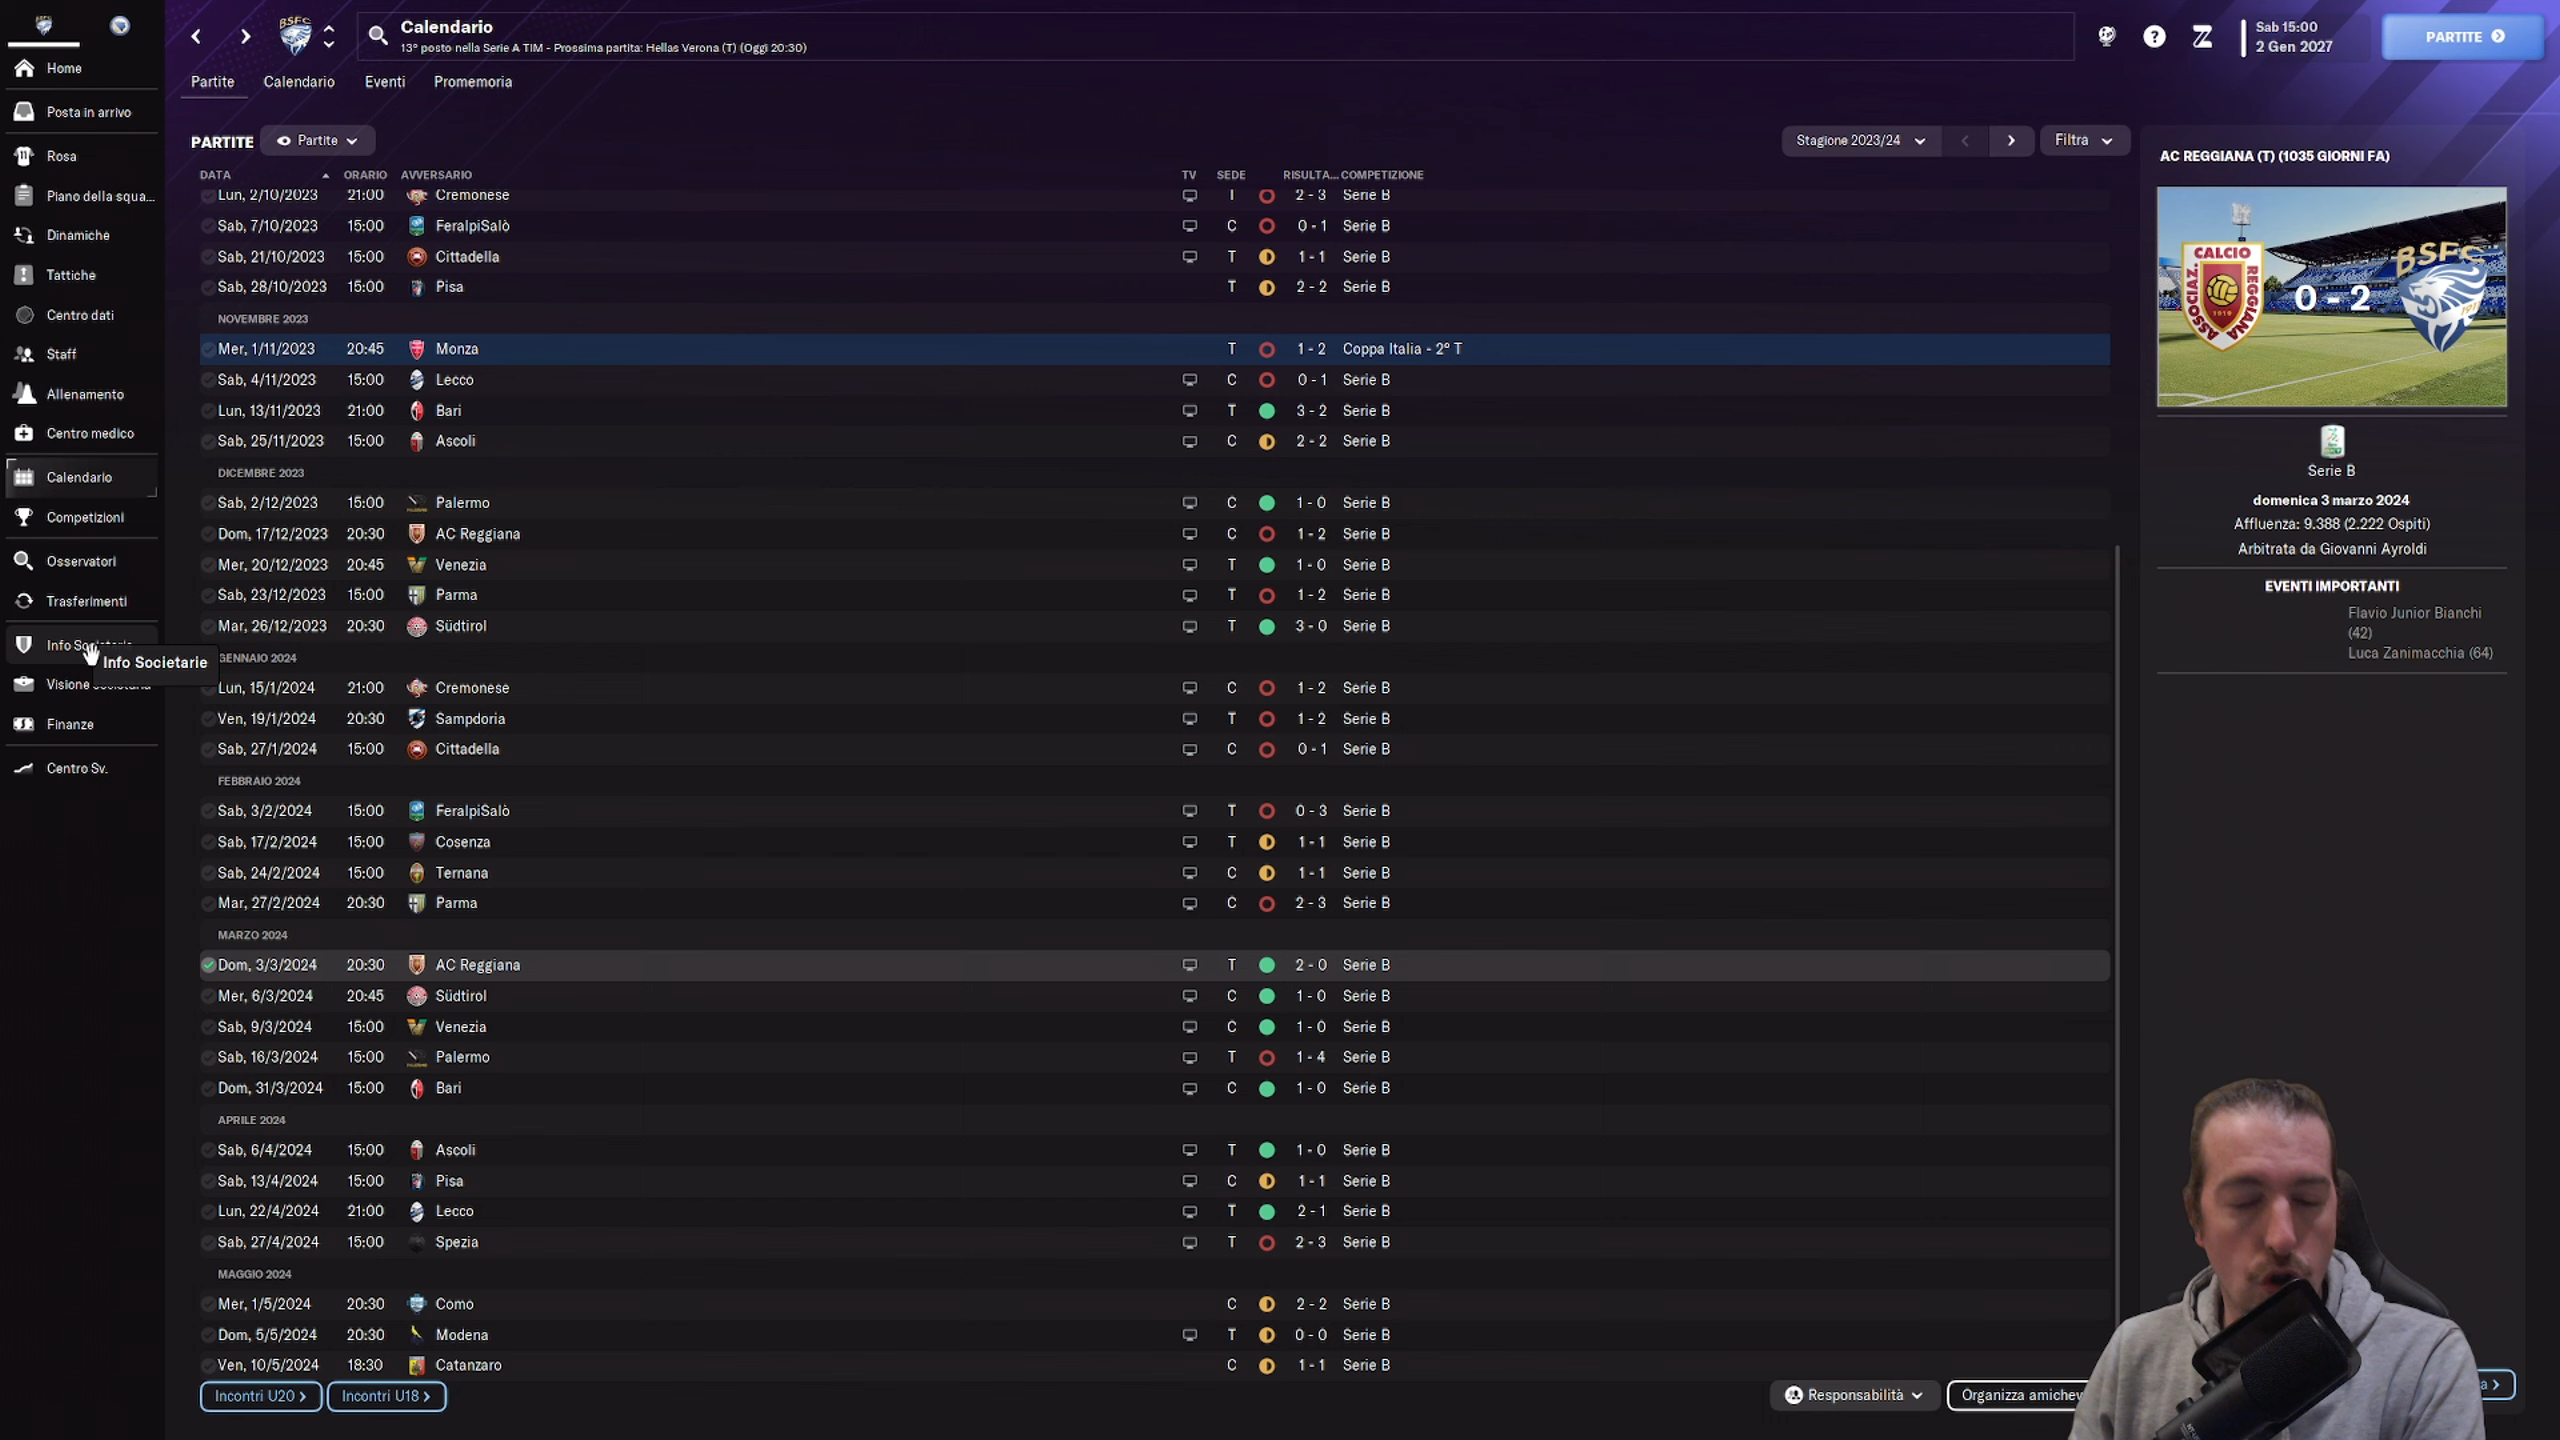 Calendario
13° posto nella Serie A TIM - Prossima partita: Hellas Verona (T) (Oggi 20:30)
Sab 15:00
2 Gen 2027
PARTITE
Home
Posta in arrivo
Rosa
Piano della squa...
Dinamiche
Tattiche
Centro dati
Staff
Allenamento
Centro medico
Calendario
Competizioni
Osservatori
Trasferimenti
Info Societarie
Info Societarie
Visione
Finanze
Centro Sv.
Partite Calendario Eventi Promemoria
PARTITE Partite
Stagione 2023/24 Filtra
DATA ORARIO AVVERSARIO TV SEDE RISULTA... COMPETIZIONE
Lun, 2/10/2023 21:00 Cremonese T 2 - 3 Serie B
Sab, 7/10/2023 15:00 FeralpiSalò C 0 - 1 Serie B
Sab, 21/10/2023 15:00 Cittadella T 1 - 1 Serie B
Sab, 28/10/2023 15:00 Pisa T 2 - 2 Serie B
NOVEMBRE 2023
Mer, 1/11/2023 20:45 Monza T 1 - 2 Coppa Italia - 2° T
Sab, 4/11/2023 15:00 Lecco C 0 - 1 Serie B
Lun, 13/11/2023 21:00 Bari T 3 - 2 Serie B
Sab, 25/11/2023 15:00 Ascoli C 2 - 2 Serie B
DICEMBRE 2023
Sab, 2/12/2023 15:00 Palermo C 1 - 0 Serie B
Dom, 17/12/2023 20:30 AC Reggiana C 1 - 2 Serie B
Mer, 20/12/2023 20:45 Venezia T 1 - 0 Serie B
Sab, 23/12/2023 15:00 Parma T 1 - 2 Serie B
Mar, 26/12/2023 20:30 Südtirol T 3 - 0 Serie B
GENNAIO 2024
Lun, 15/1/2024 21:00 Cremonese C 1 - 2 Serie B
Ven, 19/1/2024 20:30 Sampdoria T 1 - 2 Serie B
Sab, 27/1/2024 15:00 Cittadella C 0 - 1 Serie B
FEBBRAIO 2024
Sab, 3/2/2024 15:00 FeralpiSalò T 0 - 3 Serie B
Sab, 17/2/2024 15:00 Cosenza T 1 - 1 Serie B
Sab, 24/2/2024 15:00 Ternana C 1 - 1 Serie B
Mar, 27/2/2024 20:30 Parma C 2 - 3 Serie B
MARZO 2024
Dom, 3/3/2024 20:30 AC Reggiana T 2 - 0 Serie B
Mer, 6/3/2024 20:45 Südtirol C 1 - 0 Serie B
Sab, 9/3/2024 15:00 Venezia C 1 - 0 Serie B
Sab, 16/3/2024 15:00 Palermo T 1 - 4 Serie B
Dom, 31/3/2024 15:00 Bari C 1 - 0 Serie B
APRILE 2024
Sab, 6/4/2024 15:00 Ascoli T 1 - 0 Serie B
Sab, 13/4/2024 15:00 Pisa C 1 - 1 Serie B
Lun, 22/4/2024 21:00 Lecco T 2 - 1 Serie B
Sab, 27/4/2024 15:00 Spezia T 2 - 3 Serie B
MAGGIO 2024
Mer, 1/5/2024 20:30 Como C 2 - 2 Serie B
Dom, 5/5/2024 20:30 Modena T 0 - 0 Serie B
Ven, 10/5/2024 18:30 Catanzaro C 1 - 1 Serie B
Incontri U20
Incontri U18
Responsabilità
Organizza amichev
AC REGGIANA (T) (1035 GIORNI FA)
CALCIO
REGGIANA
ASSOCIAZ.
1919
0 - 2
BSFC
Serie B
domenica 3 marzo 2024
Affluenza: 9.388 (2.222 Ospiti)
Arbitrata da Giovanni Ayroldi
EVENTI IMPORTANTI
Flavio Junior Bianchi
(42)
Luca Zanimacchia (64)